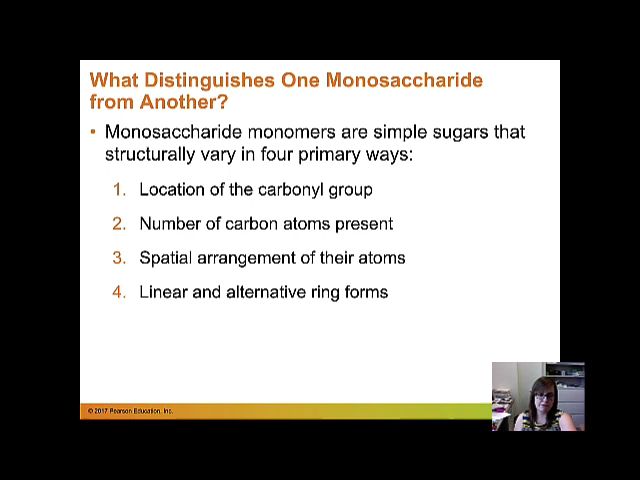 What Distinguishes One Monosaccharide
from Another?
• Monosaccharide monomers are simple sugars that
structurally vary in four primary ways:
1. Location of the carbonyl group
2. Number of carbon atoms present
3. Spatial arrangement of their atoms
4. Linear and alternative ring forms
© 2017 Pearson Education, Inc.